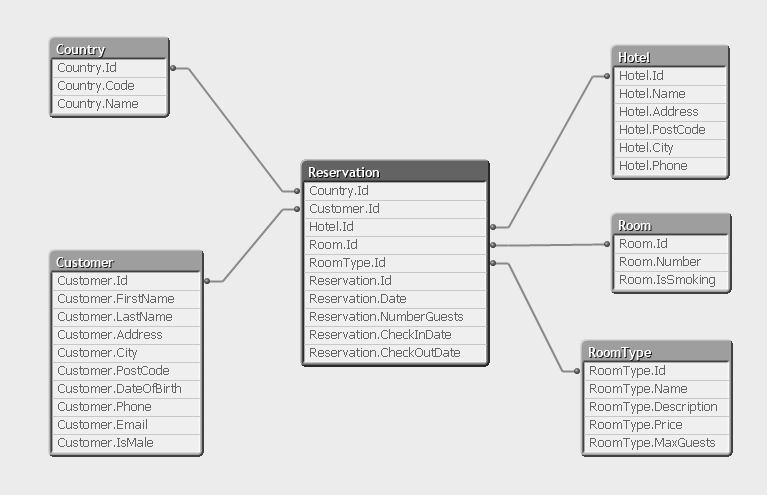 Country
Country.Id
Country.Code
Country.Name
Hotel
Hotel.Id
Hotel.Name
Hotel.Address
Hotel.PostCode
Hotel.City
Hotel.Phone
Reservation
Country.Id
Customer.Id
Hotel.Id
Room.Id
RoomType.Id
Reservation.Id
Reservation.Date
Reservation.NumberGuests
Reservation.CheckInDate
Reservation.CheckOutDate
Room
Room.Id
Room.Number
Room.IsSmoking
Customer
Customer.Id
Customer.FirstName
Customer.LastName
Customer.Address
Customer.City
Customer.PostCode
Customer.DateOfBirth
Customer.Phone
Customer.Email
Customer.IsMale
RoomType
RoomType.Id
RoomType.Name
RoomType.Description
RoomType.Price
RoomType.MaxGuests